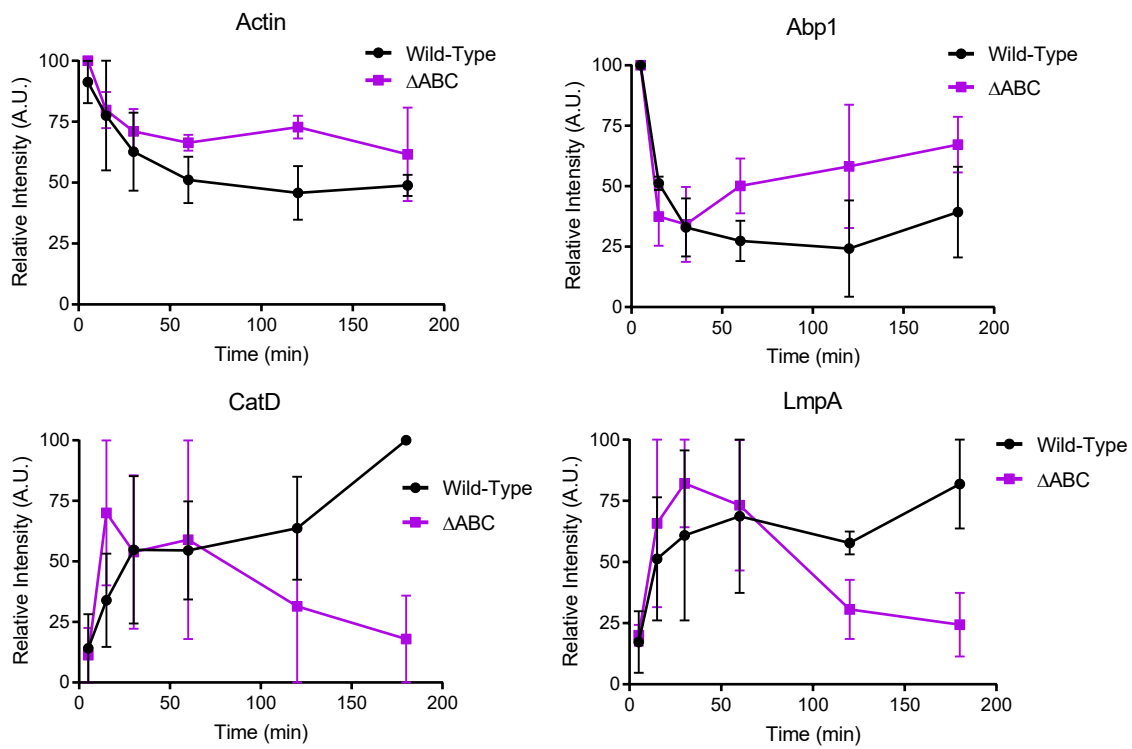 Actin
Relative Intensity (A.U.)
100
75
50
25
0
0 50 100 150 200
Time (min)
Wild-Type
ΔABC
Abp1
Relative Intensity (A.U.)
100
75
50
25
0
0 50 100 150 200
Time (min)
Wild-Type
ΔABC
CatD
Relative Intensity (A.U.)
100
75
50
25
0
0 50 100 150 200
Time (min)
Wild-Type
ΔABC
LmpA
Relative Intensity (A.U.)
100
75
50
25
0
0 50 100 150 200
Time (min)
Wild-Type
ΔABC